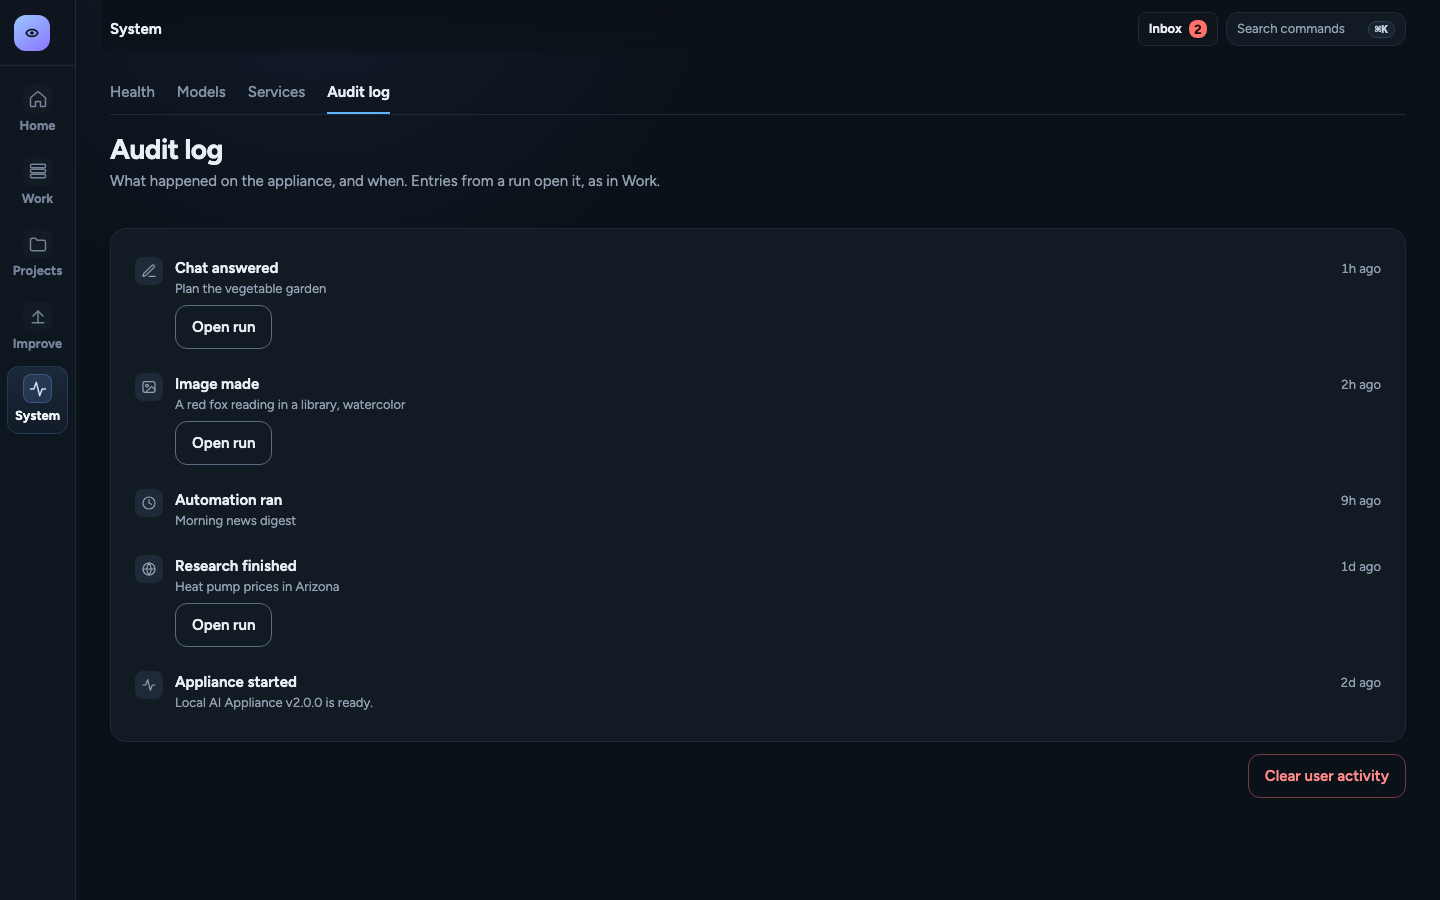 System
Inbox 2
Search commands ⌘K
Home
Work
Projects
Improve
System
Health Models Services Audit log
Audit log
What happened on the appliance, and when. Entries from a run open it, as in Work.
Chat answered 1h ago
Plan the vegetable garden
Open run
Image made 2h ago
A red fox reading in a library, watercolor
Open run
Automation ran 9h ago
Morning news digest
Research finished 1d ago
Heat pump prices in Arizona
Open run
Appliance started 2d ago
Local AI Appliance v2.0.0 is ready.
Clear user activity